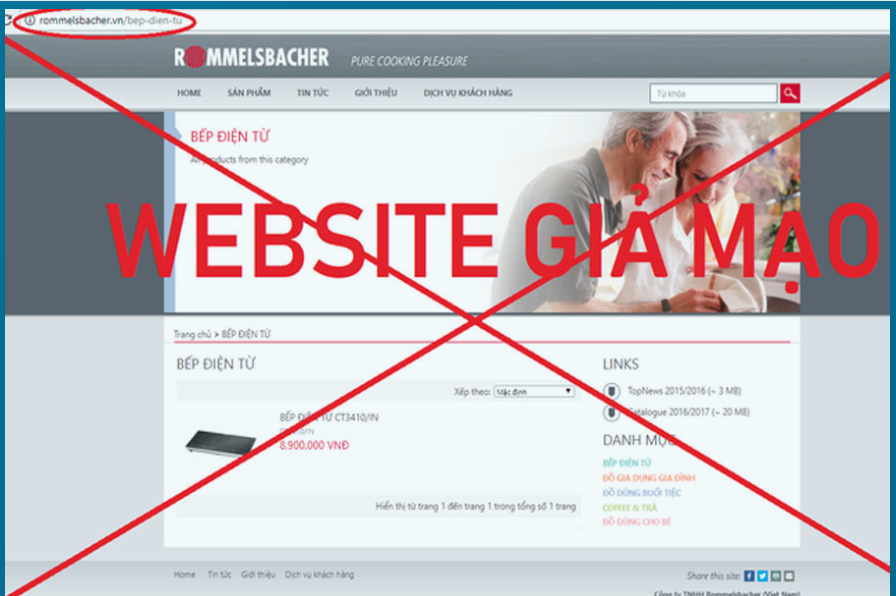 rommelsbacher.vn/bep-dien-tu
ROMMELSBACHER PURE COOKING PLEASURE
HOME SẢN PHẨM TIN TỨC GIỚI THIỆU DỊCH VỤ KHÁCH HÀNG Từ khóa
BẾP ĐIỆN TỪ
All products from this category
WEBSITE GIẢ MẠO
Trang chủ > BẾP ĐIỆN TỪ
BẾP ĐIỆN TỪ
Xếp theo: Mặc định
BẾP ĐIỆN TỪ CT3410/IN
8.900.000 VNĐ
Hiển thị từ trang 1 đến trang 1 trong tổng số 1 trang
LINKS
TopNews 2015/2016 (~ 3 MB)
Catalogue 2016/2017 (~ 20 MB)
DANH MỤC
BẾP ĐIỆN TỪ
ĐỒ GIA DỤNG GIA ĐÌNH
ĐỒ DÙNG BUỔI TIỆC
COFFEE & TRÀ
ĐỒ DÙNG CHO BÉ
Home Tin tức Giới thiệu Dịch vụ khách hàng
Share this site:
Công ty TNHH Rommelsbacher (Việt Nam)